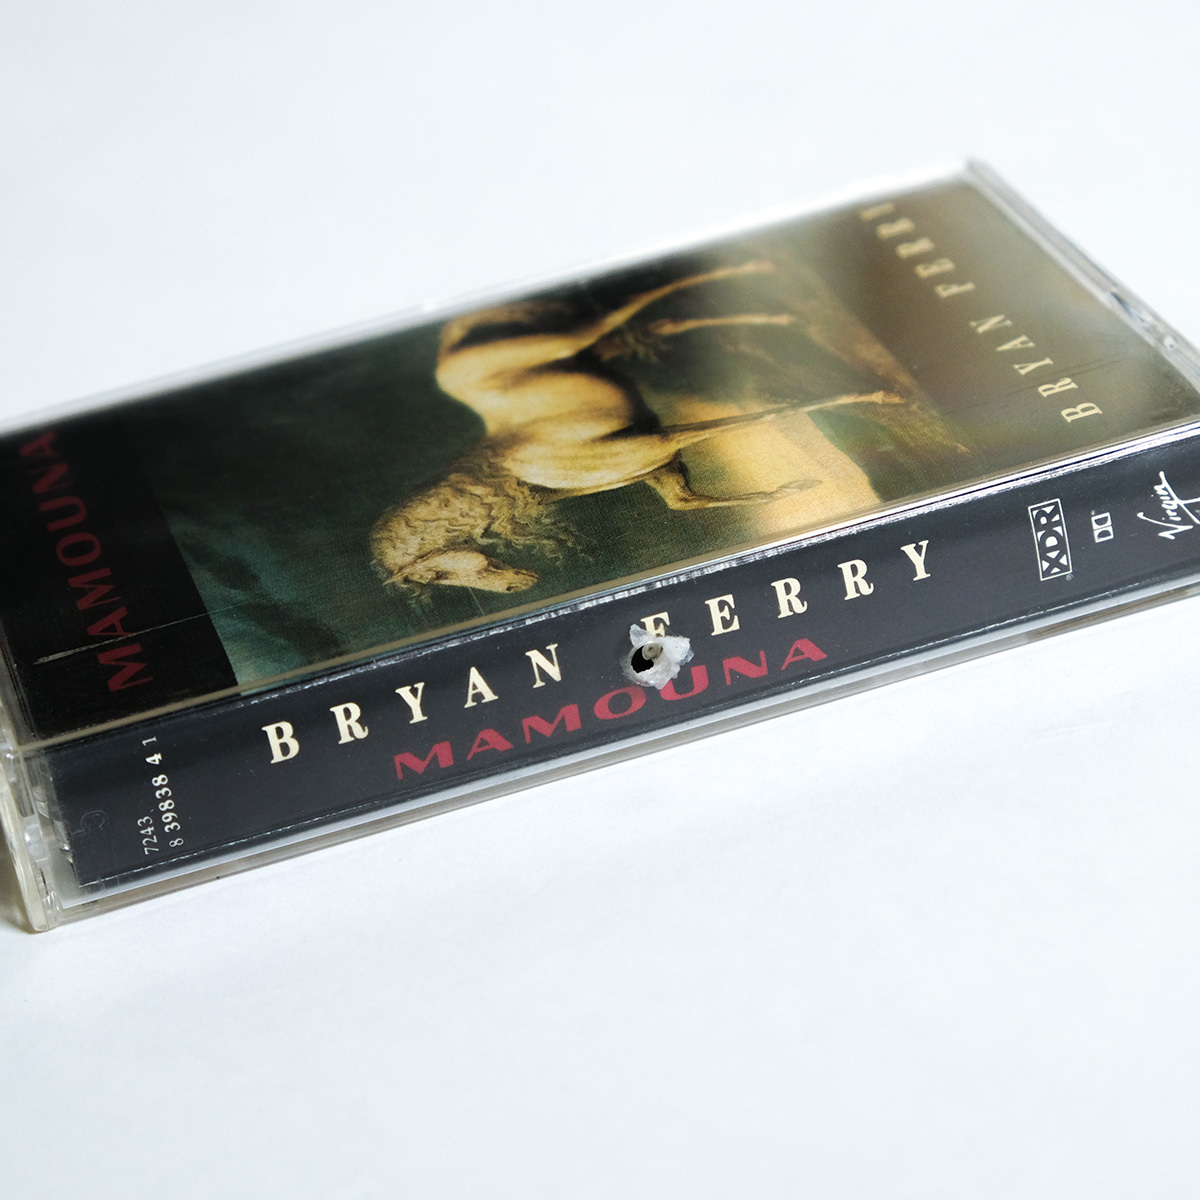 BRYAN FERRY
MAMOUNA
BRYAN FERRY
MAMOUNA
7243
8 39838 4 1
XDR
Virgin